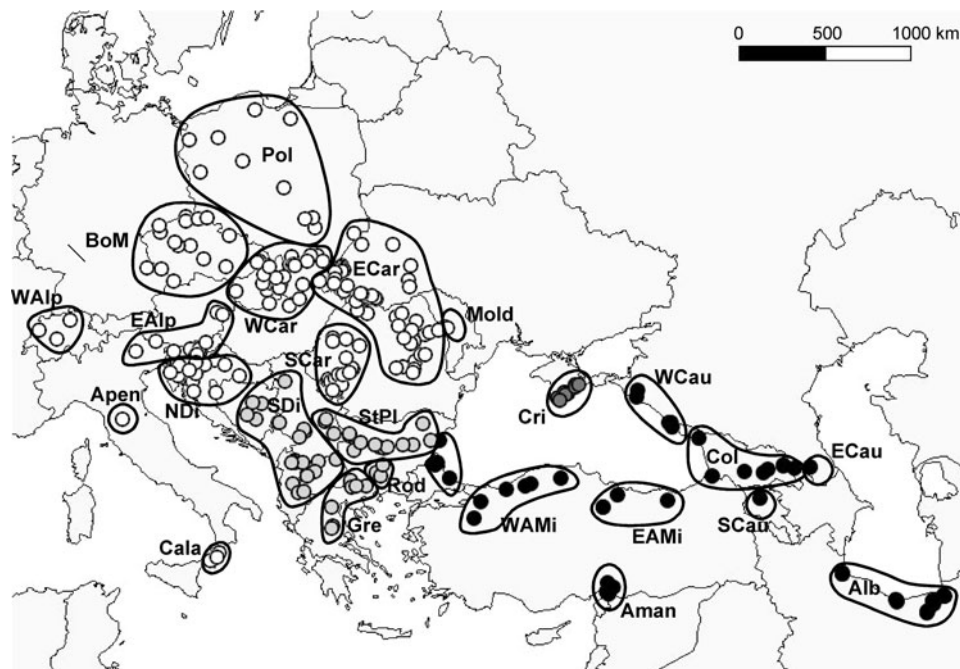 0 500 1000 km
Pol
BoM
ECar
WAlp
Mold
EAlp
WCar
SCar
WCau
Apen
NDi
SDi
StPl
Cri
Col
ECau
Rod
Gre
WAMi
EAMi
SCau
Cala
Aman
Alb